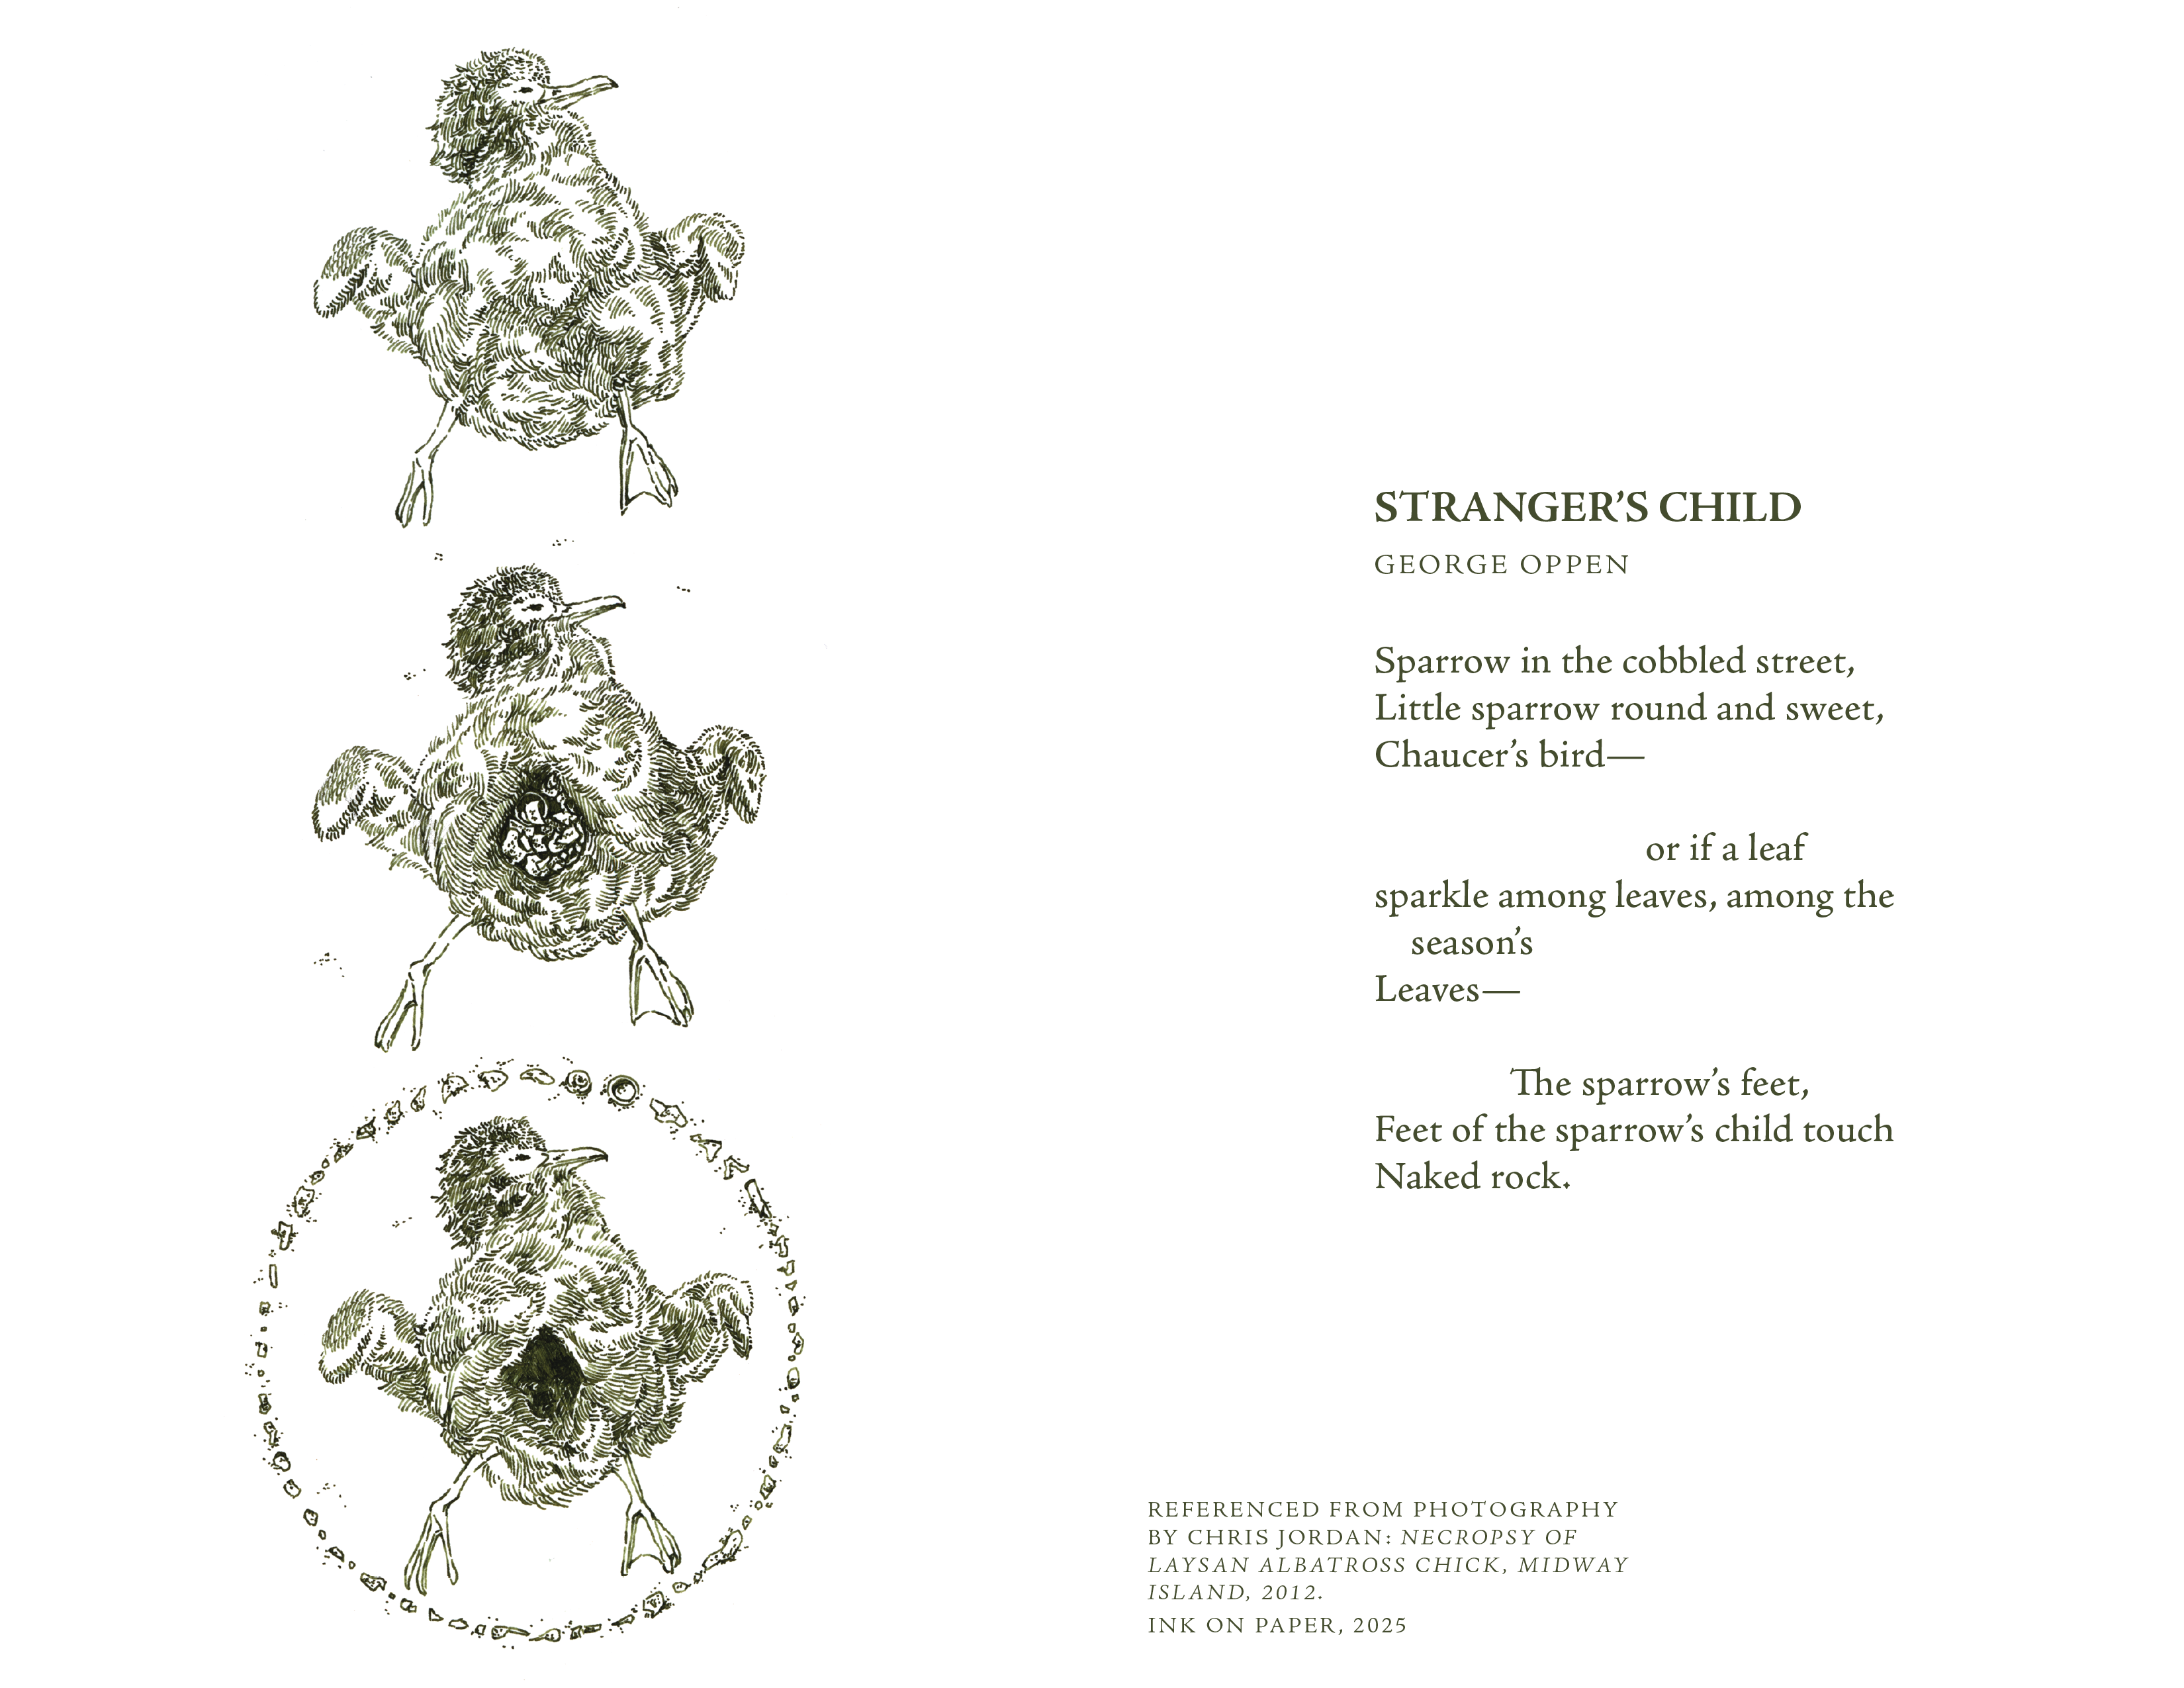 STRANGER’S CHILD
GEORGE OPPEN
Sparrow in the cobbled street,
Little sparrow round and sweet,
Chaucer’s bird—
or if a leaf
sparkle among leaves, among the
season’s
Leaves—
The sparrow’s feet,
Feet of the sparrow’s child touch
Naked rock.
REFERENCED FROM PHOTOGRAPHY
BY CHRIS JORDAN: NECROPSY OF
LAYSAN ALBATROSS CHICK, MIDWAY
ISLAND, 2012.
INK ON PAPER, 2025